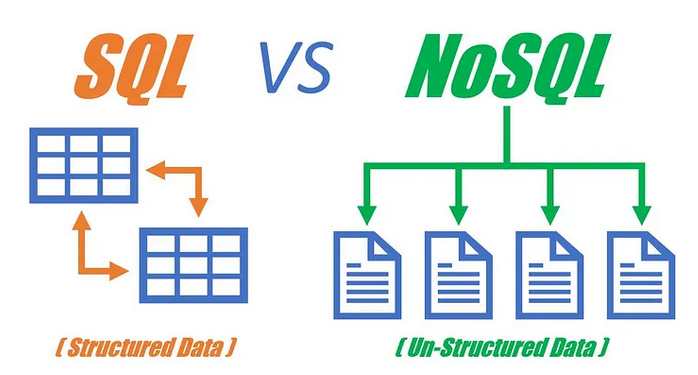 SQL VS NoSQL
( Structured Data )
( Un-Structured Data )